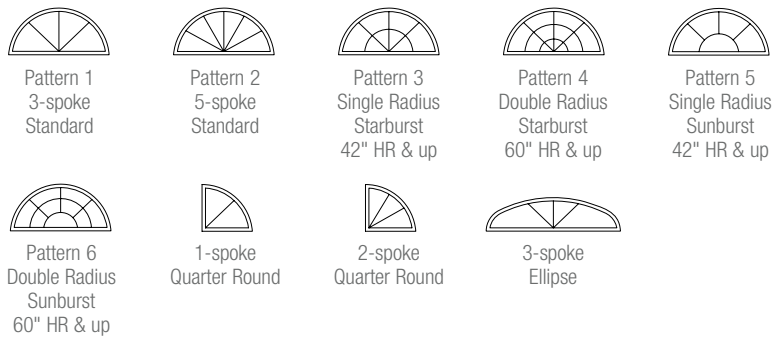 Pattern 1
3-spoke
Standard
Pattern 2
5-spoke
Standard
Pattern 3
Single Radius
Starburst
42" HR & up
Pattern 4
Double Radius
Starburst
60" HR & up
Pattern 5
Single Radius
Sunburst
42" HR & up
Pattern 6
Double Radius
Sunburst
60" HR & up
1-spoke
Quarter Round
2-spoke
Quarter Round
3-spoke
Ellipse